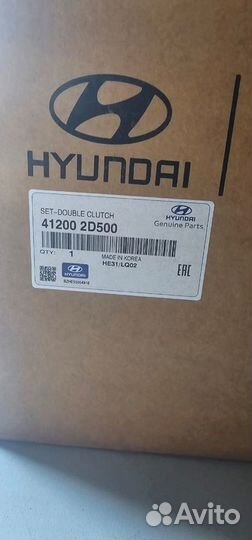 HYUNDAI
SET-DOUBLE CLUTCH
41200 2D500
HYUNDAI
Genuine Parts
QTY: 1
MADE IN KOREA
HE31/LQ02
EAC
HYUNDAI
Avito